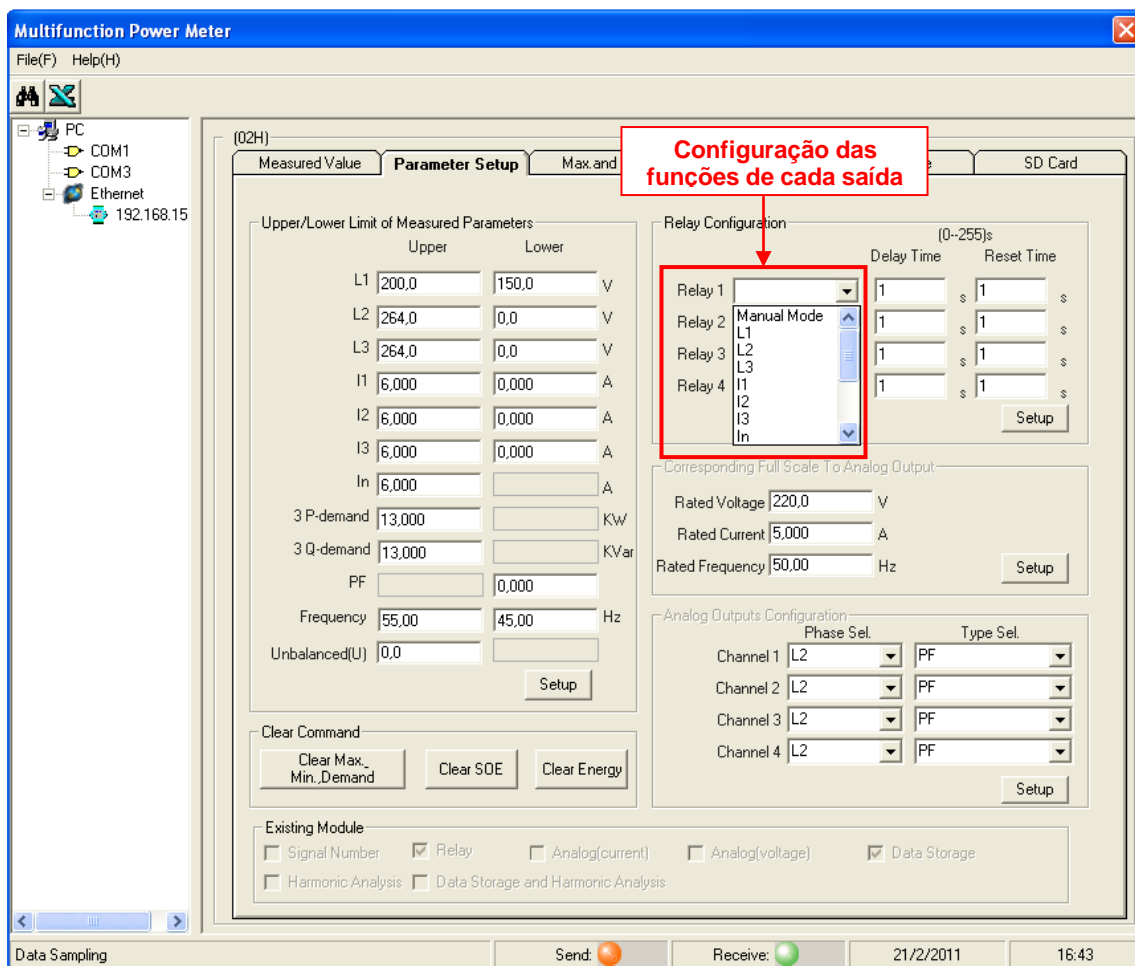 Multifunction Power Meter
File(F) Help(H)
PC
COM1
COM3
Ethernet
192.168.15
(02H)
Measured Value
Parameter Setup
Max.and
SD Card
Configuração das
funções de cada saída
Upper/Lower Limit of Measured Parameters
Upper Lower
L1 200,0 150,0 V
L2 264,0 0,0 V
L3 264,0 0,0 V
I1 6,000 0,000 A
I2 6,000 0,000 A
I3 6,000 0,000 A
In 6,000 A
3 P-demand 13,000 KW
3 Q-demand 13,000 KVar
PF 0,000
Frequency 55,00 45,00 Hz
Unbalanced(U) 0,0
Setup
Clear Command
Clear Max._
Min.,Demand
Clear SOE
Clear Energy
Relay Configuration
(0--255)s
Delay Time Reset Time
Relay 1 1 s 1 s
Relay 2 1 s 1 s
Relay 3 1 s 1 s
Relay 4 1 s 1 s
Manual Mode
L1
L2
L3
I1
I2
I3
In
Setup
Corresponding Full Scale To Analog Output
Rated Voltage 220,0 V
Rated Current 5,000 A
Rated Frequency 50,00 Hz
Setup
Analog Outputs Configuration
Phase Sel. Type Sel.
Channel 1 L2 PF
Channel 2 L2 PF
Channel 3 L2 PF
Channel 4 L2 PF
Setup
Existing Module
Signal Number Relay Analog(current) Analog(voltage) Data Storage
Harmonic Analysis Data Storage and Harmonic Analysis
Data Sampling Send: Receive: 21/2/2011 16:43